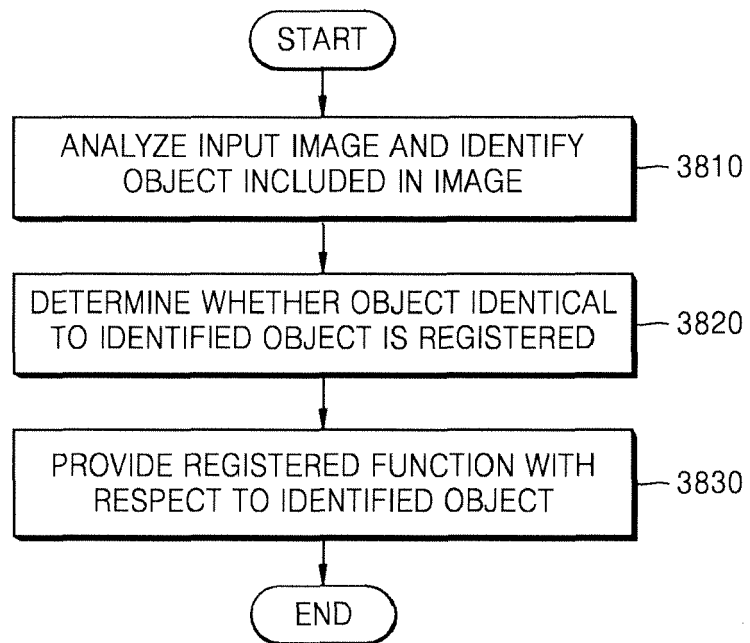 START
ANALYZE INPUT IMAGE AND IDENTIFY
OBJECT INCLUDED IN IMAGE
3810
DETERMINE WHETHER OBJECT IDENTICAL
TO IDENTIFIED OBJECT IS REGISTERED
3820
PROVIDE REGISTERED FUNCTION WITH
RESPECT TO IDENTIFIED OBJECT
3830
END